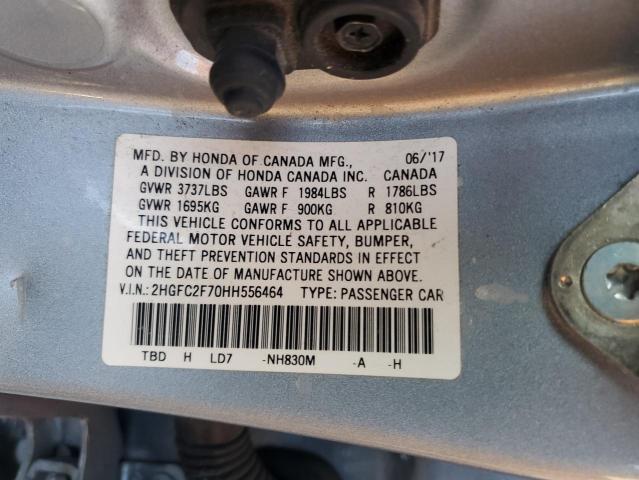 MFD. BY HONDA OF CANADA MFG., 06/'17
A DIVISION OF HONDA CANADA INC. CANADA
GVWR 3737LBS GAWR F 1984LBS R 1786LBS
GVWR 1695KG GAWR F 900KG R 810KG
THIS VEHICLE CONFORMS TO ALL APPLICABLE
FEDERAL MOTOR VEHICLE SAFETY, BUMPER,
AND THEFT PREVENTION STANDARDS IN EFFECT
ON THE DATE OF MANUFACTURE SHOWN ABOVE.
V.I.N.: 2HGFC2F70HH556464 TYPE: PASSENGER CAR
TBD H LD7 -NH830M -A -H